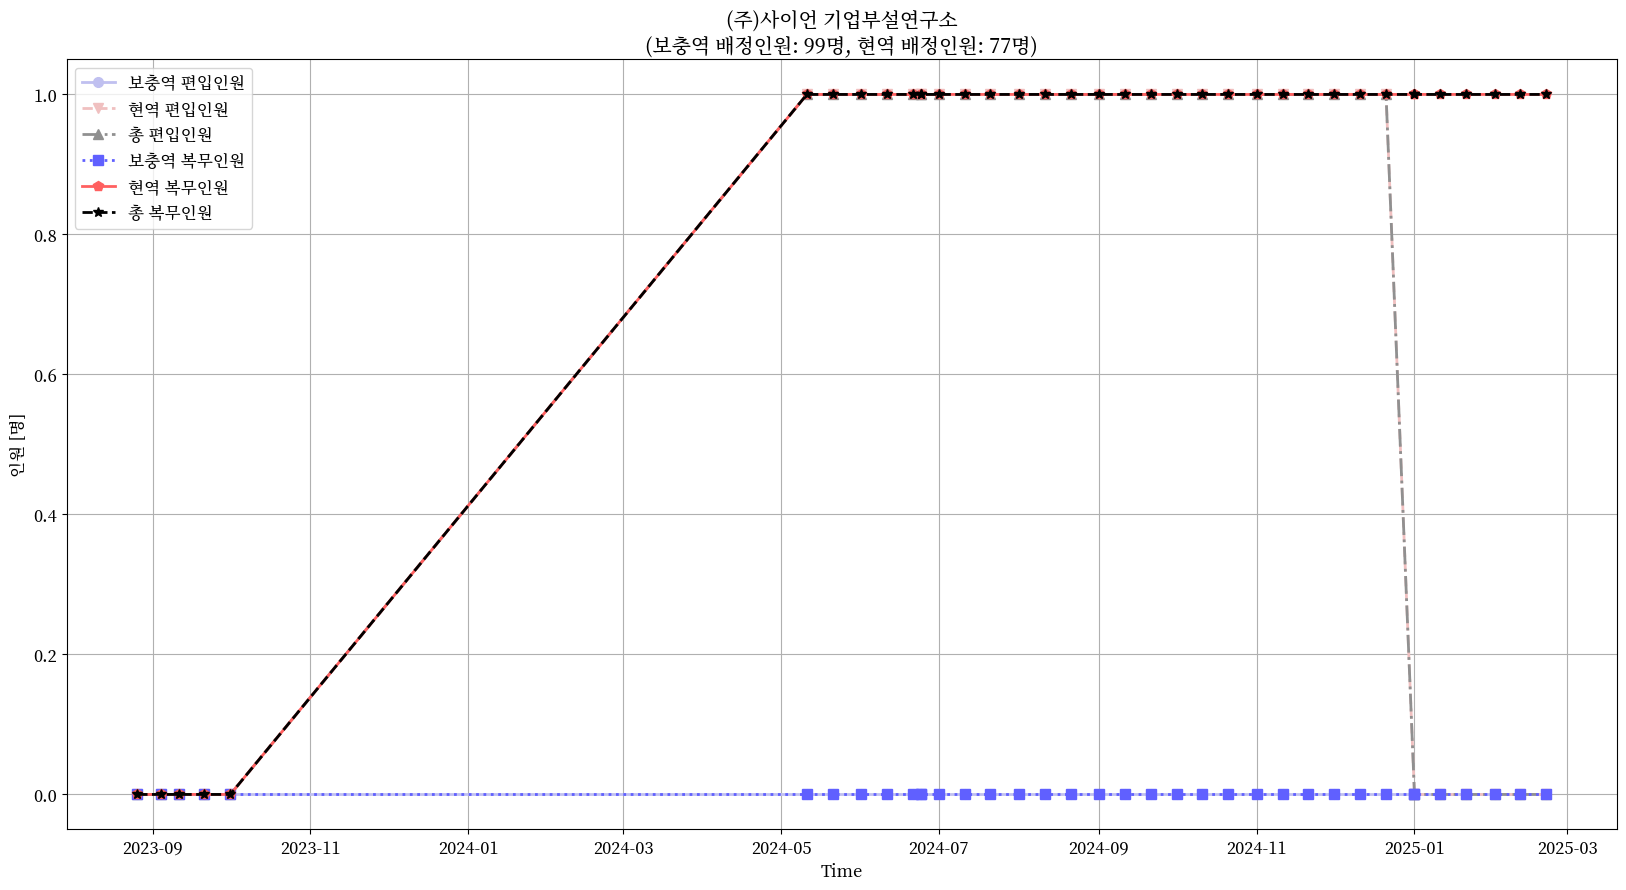 (주)사이언 기업부설연구소
(보충역 배정인원: 99명, 현역 배정인원: 77명)
보충역 편입인원
현역 편입인원
총 편입인원
보충역 복무인원
현역 복무인원
총 복무인원
1.0
0.8
0.6
0.4
0.2
0.0
인원 [명]
2023-09
2023-11
2024-01
2024-03
2024-05
2024-07
2024-09
2024-11
2025-01
2025-03
Time